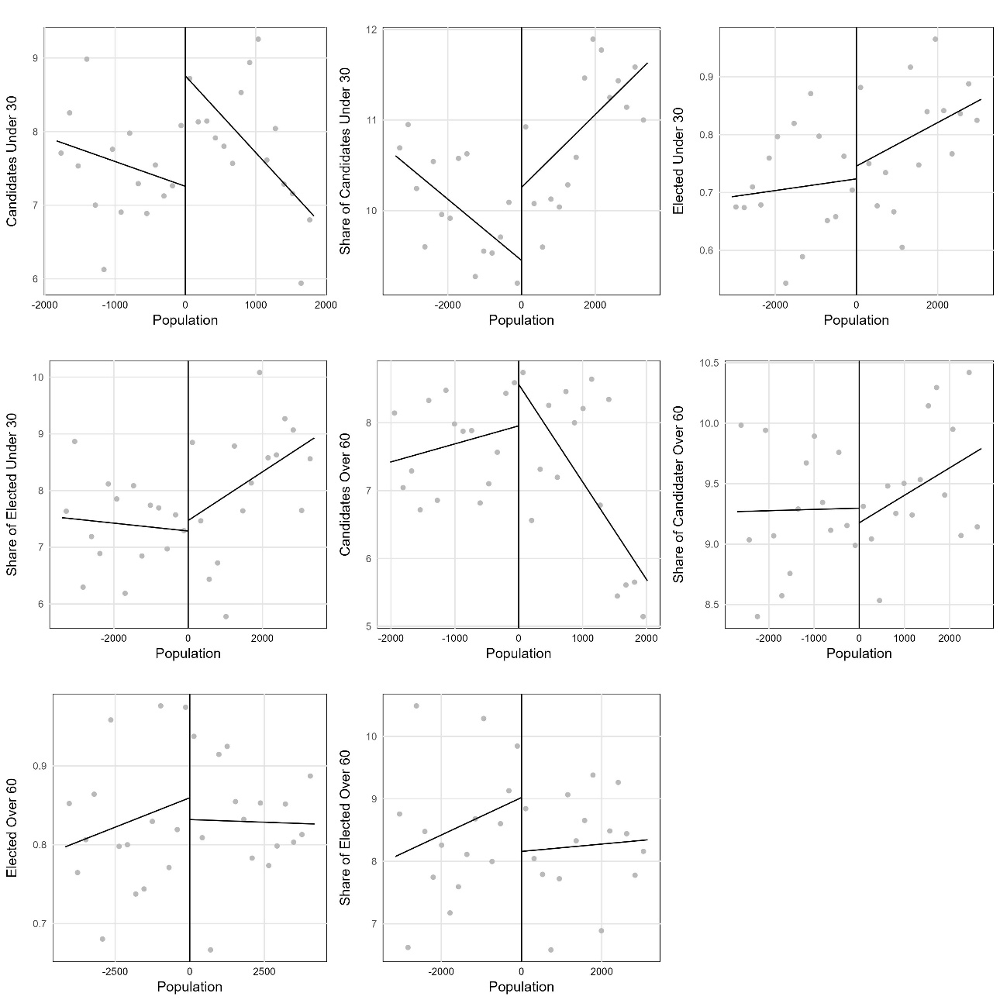 Candidates Under 30
9
8
7
6
-2000 -1000 0 1000 2000
Population
Share of Candidates Under 30
12
11
10
-2000 0 2000
Population
Elected Under 30
0.9
0.8
0.7
0.6
-2000 0 2000
Population
Share of Elected Under 30
10
9
8
7
6
-2000 0 2000
Population
Candidates Over 60
8
7
6
5
-2000 -1000 0 1000 2000
Population
Share of Candidater Over 60
10.5
10.0
9.5
9.0
8.5
-2000 -1000 0 1000 2000
Population
Elected Over 60
0.9
0.8
0.7
-2500 0 2500
Population
Share of Elected Over 60
10
9
8
7
-2000 0 2000
Population